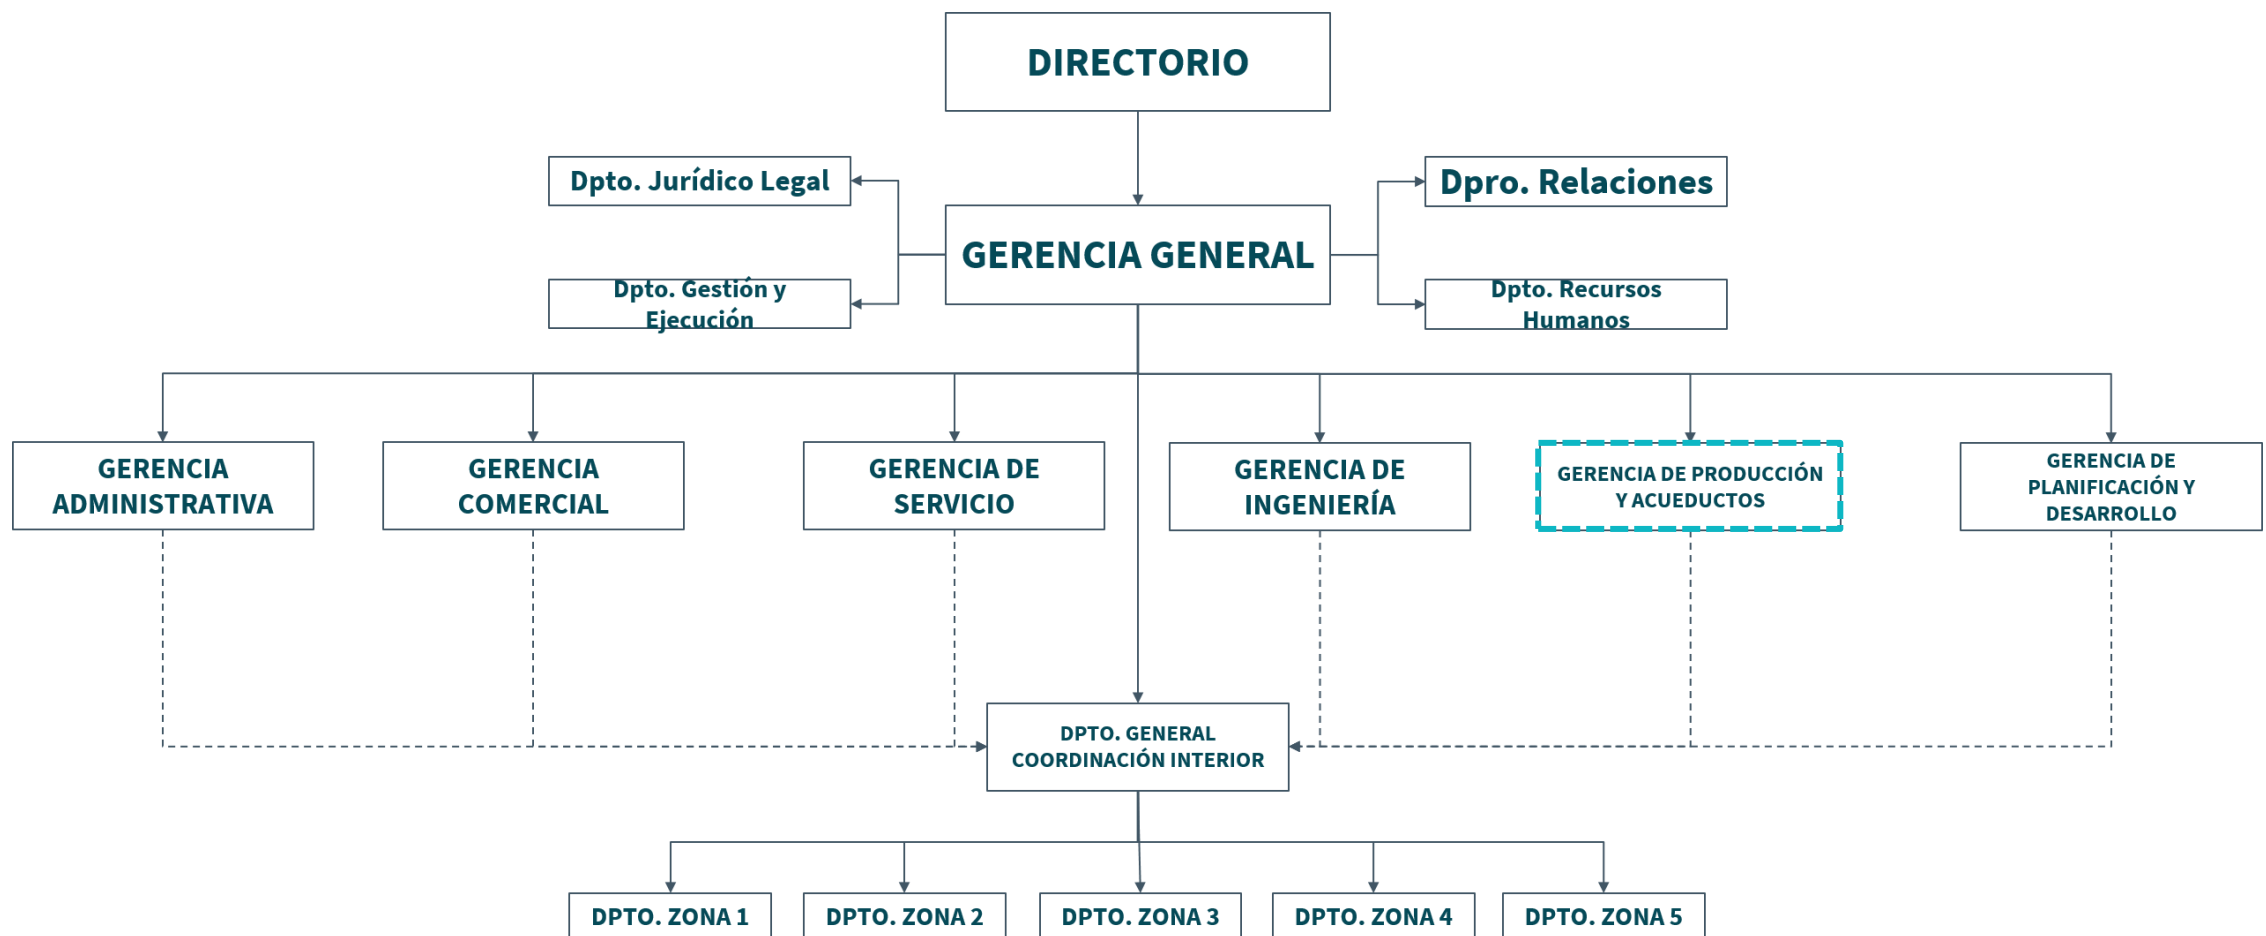 DIRECTORIO
Dpto. Jurídico Legal
Dpro. Relaciones
GERENCIA GENERAL
Dpto. Gestión y
Ejecución
Dpto. Recursos
Humanos
GERENCIA
ADMINISTRATIVA
GERENCIA
COMERCIAL
GERENCIA DE
SERVICIO
GERENCIA DE
INGENIERÍA
GERENCIA DE PRODUCCIÓN
Y ACUEDUCTOS
GERENCIA DE
PLANIFICACIÓN Y
DESARROLLO
DPTO. GENERAL
COORDINACIÓN INTERIOR
DPTO. ZONA 1
DPTO. ZONA 2
DPTO. ZONA 3
DPTO. ZONA 4
DPTO. ZONA 5